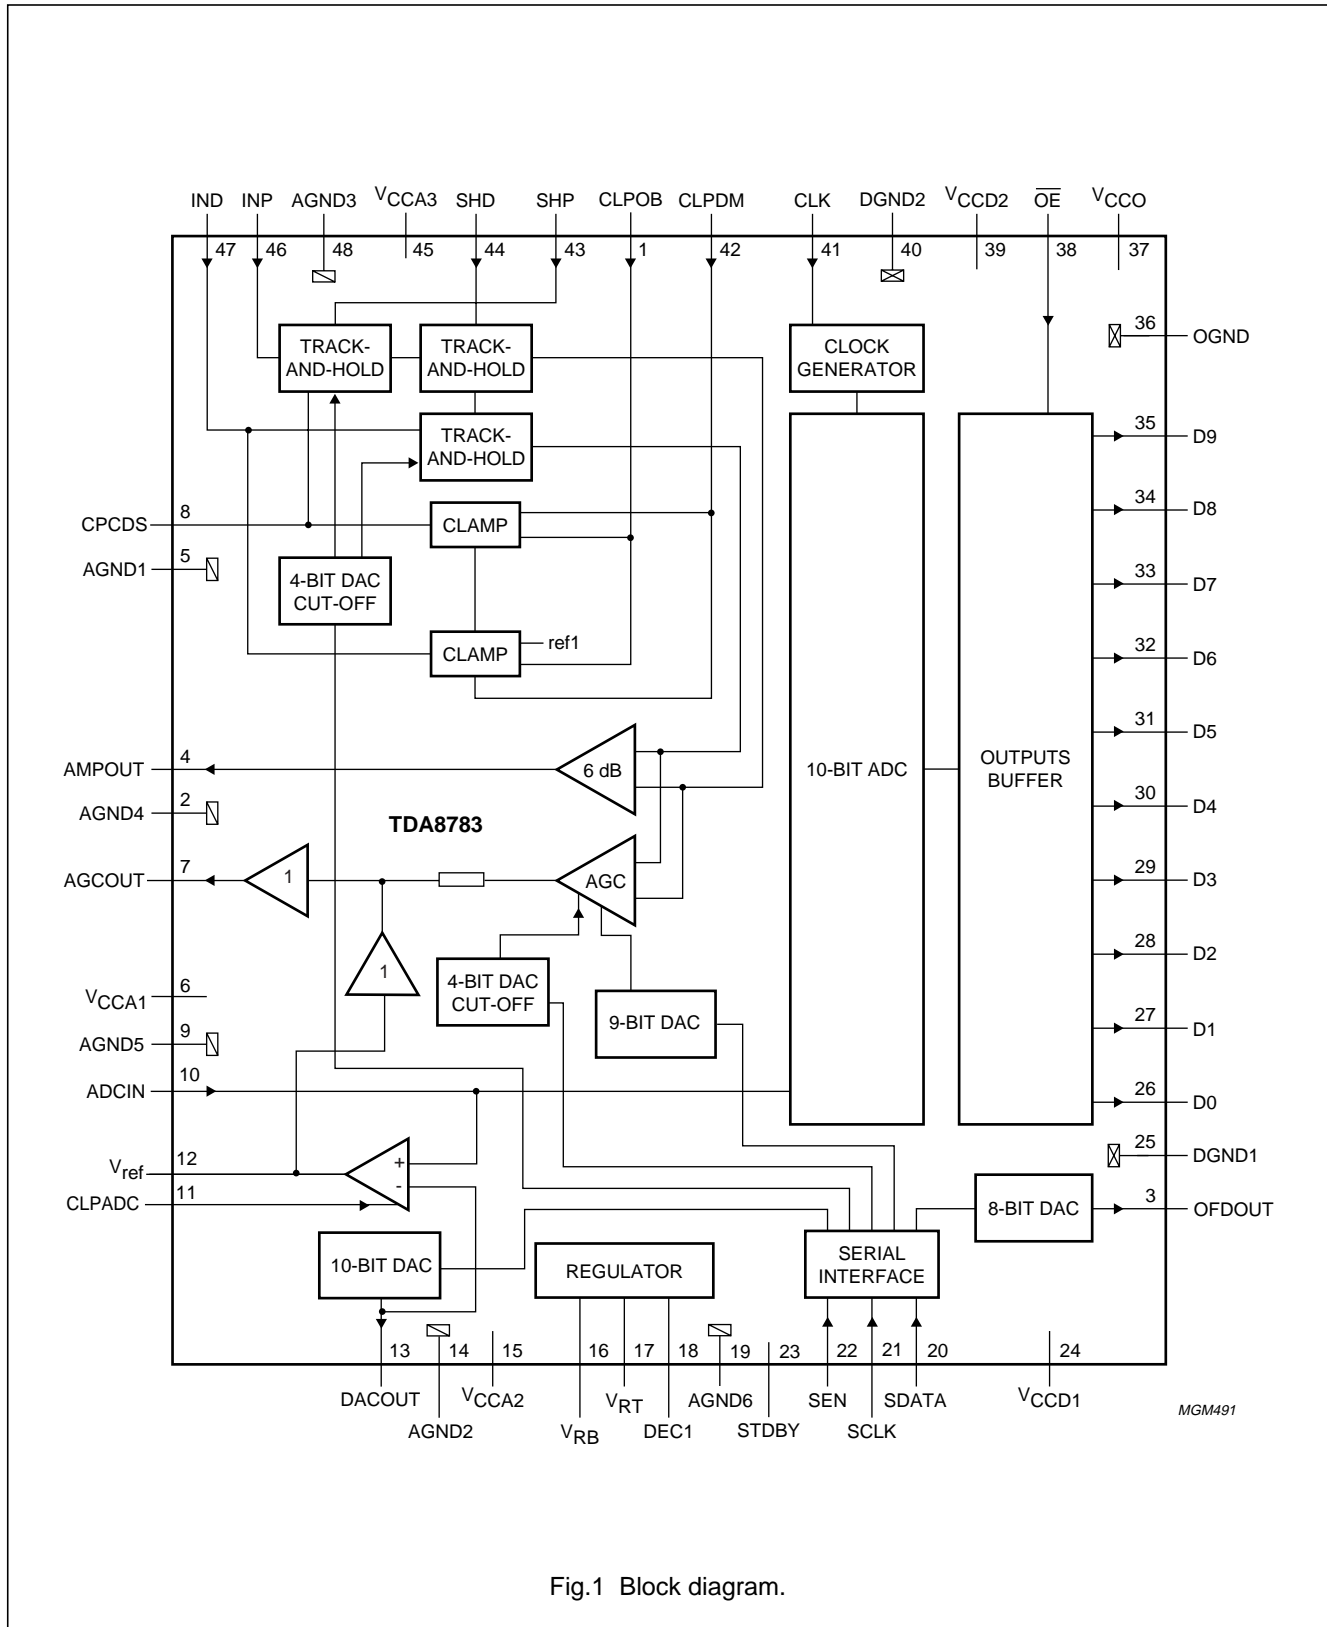 IND INP AGND3 VCCA3 SHD SHP CLPOB CLPDM CLK DGND2 VCCD2 OE VCCO
47 46 48 45 44 43 1 42 41 40 39 38 37
36 OGND
TRACK-
AND-HOLD
TRACK-
AND-HOLD
CLOCK
GENERATOR
TRACK-
AND-HOLD
35 D9
34 D8
CPCDS 8
CLAMP
AGND1 5
4-BIT DAC
CUT-OFF
33 D7
CLAMP
ref1
32 D6
31 D5
AMPOUT 4
6 dB
10-BIT ADC
OUTPUTS
BUFFER
AGND4 2
30 D4
TDA8783
AGCOUT 7
1
AGC
29 D3
1
4-BIT DAC
CUT-OFF
28 D2
VCCA1 6
9-BIT DAC
27 D1
AGND5 9
ADCIN 10
26 D0
Vref 12
+
-
25 DGND1
CLPADC 11
8-BIT DAC
3 OFDOUT
10-BIT DAC
REGULATOR
SERIAL
INTERFACE
13 14 15 16 17 18 19 23 22 21 20 24
DACOUT VCCA2 VRT AGND6 SEN SDATA VCCD1
AGND2 VRB DEC1 STDBY SCLK
MGM491
Fig.1 Block diagram.